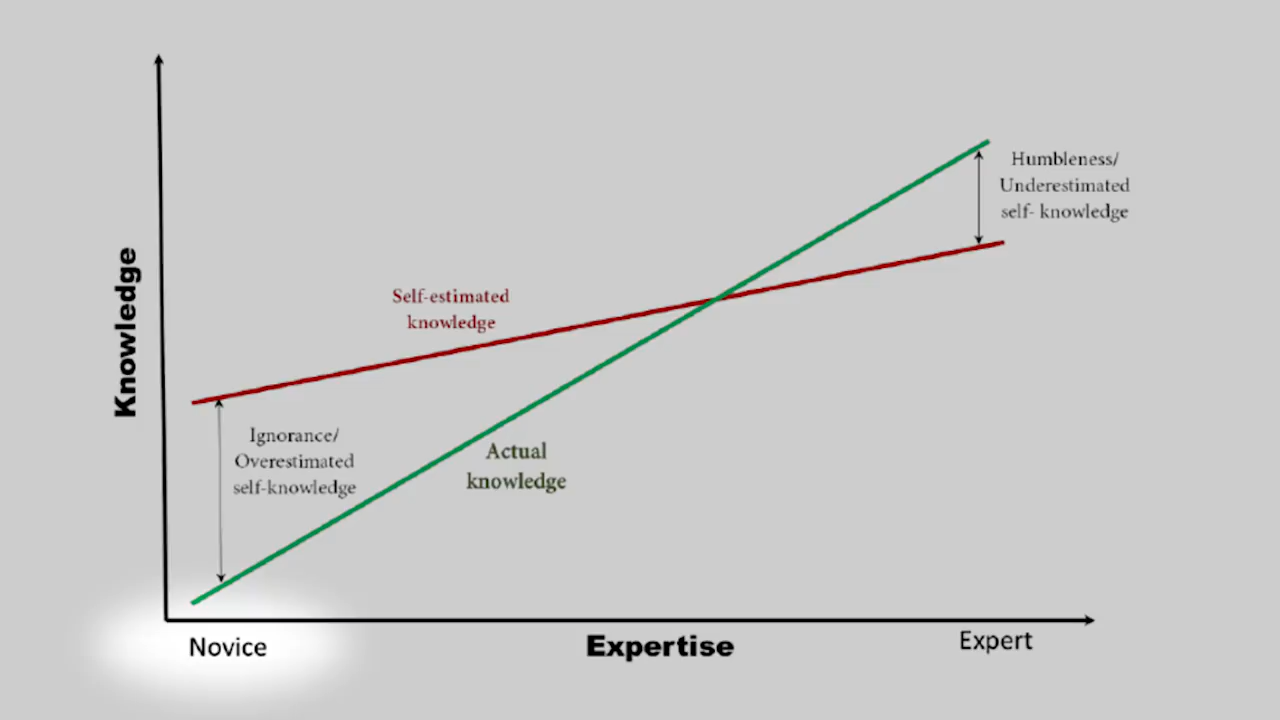 Humbleness/
Underestimated
self- knowledge
Self-estimated
knowledge
Knowledge
Ignorance/
Overestimated
self-knowledge
Actual
knowledge
Novice
Expertise
Expert